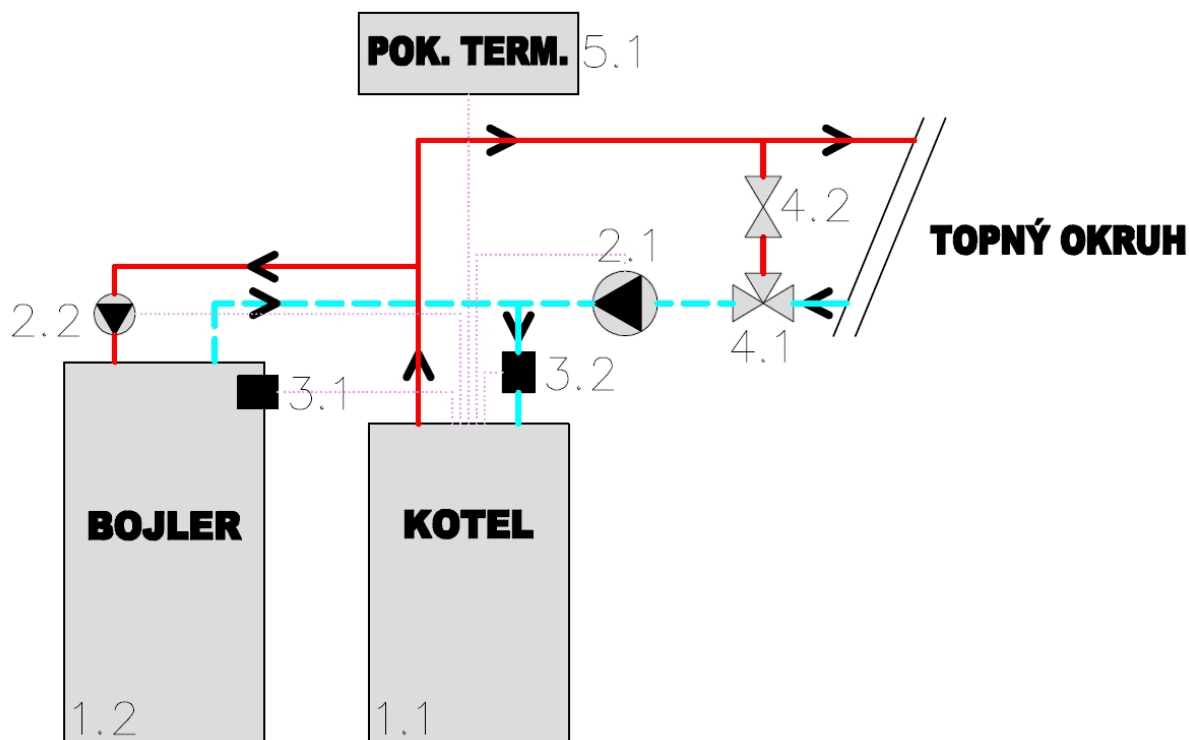 POK. TERM. 5.1
4.2
2.1
TOPNÝ OKRUH
2.2
4.1
3.2
3.1
BOJLER
KOTEL
1.2
1.1